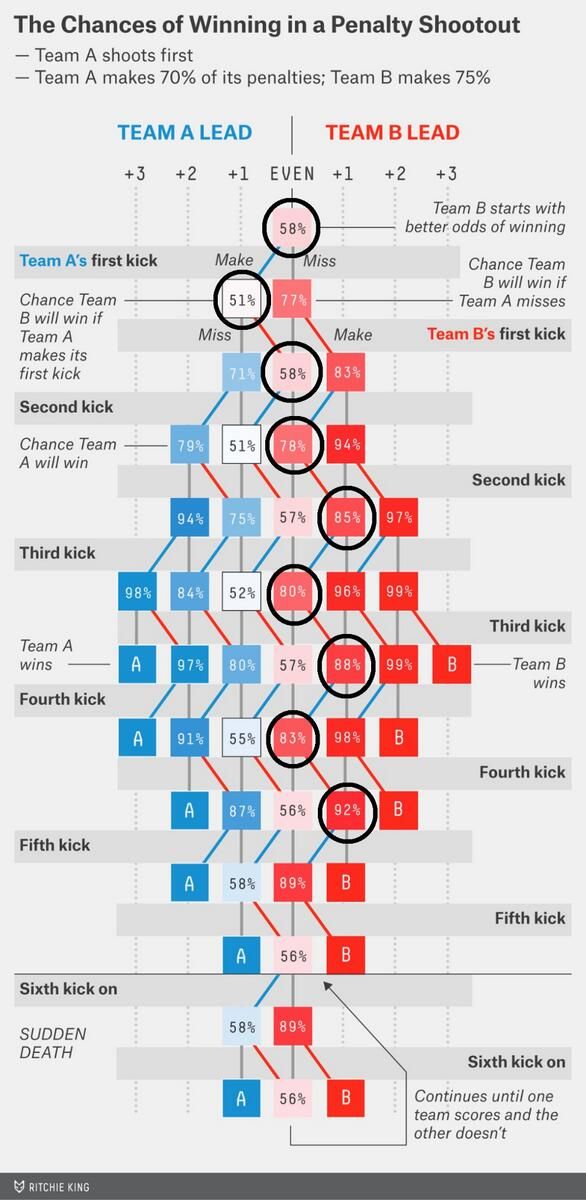 The Chances of Winning in a Penalty Shootout
— Team A shoots first
— Team A makes 70% of its penalties; Team B makes 75%
TEAM A LEAD TEAM B LEAD
+3 +2 +1 EVEN +1 +2 +3
58%
Team B starts with
better odds of winning
Team A's first kick Make Miss
Chance Team
B will win if
Team A misses
Chance Team
B will win if
Team A
makes its
first kick
51% 77%
Miss Make Team B's first kick
71% 58% 83%
Second kick
Chance Team
A will win
79% 51% 78% 94%
Second kick
94% 75% 57% 85% 97%
Third kick
98% 84% 52% 80% 96% 99%
Third kick
Team A
wins
A 97% 80% 57% 88% 99% B
Team B
wins
Fourth kick
A 91% 55% 83% 98% B
Fourth kick
A 87% 56% 92% B
Fifth kick
A 58% 89% B
Fifth kick
A 56% B
Sixth kick on
SUDDEN
DEATH
58% 89%
Sixth kick on
A 56% B
Continues until one
team scores and the
other doesn't
RITCHIE KING